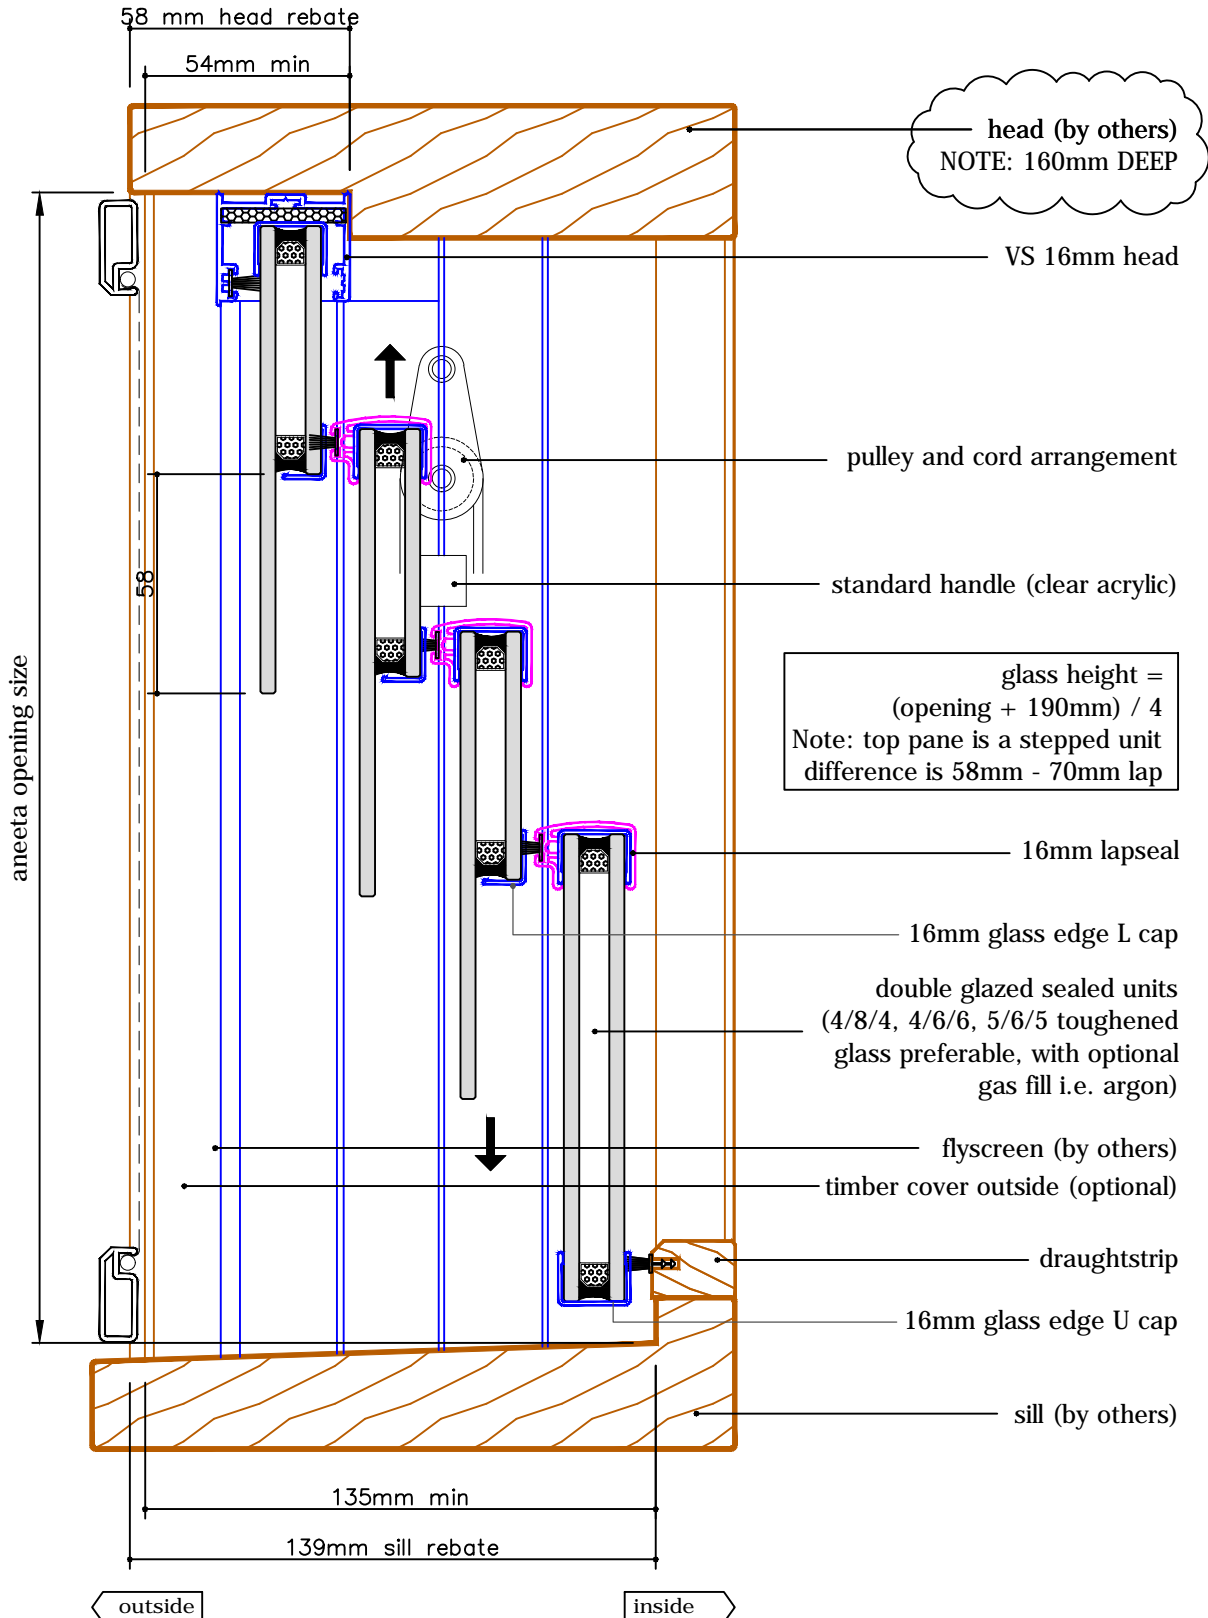 58 mm head rebate
54mm min
head (by others)
NOTE: 160mm DEEP
VS 16mm head
pulley and cord arrangement
58
standard handle (clear acrylic)
aneeta opening size
glass height =
(opening + 190mm) / 4
Note: top pane is a stepped unit
difference is 58mm - 70mm lap
16mm lapseal
16mm glass edge L cap
double glazed sealed units
(4/8/4, 4/6/6, 5/6/5 toughened
glass preferable, with optional
gas fill i.e. argon)
flyscreen (by others)
timber cover outside (optional)
draughtstrip
16mm glass edge U cap
sill (by others)
135mm min
139mm sill rebate
outside
inside